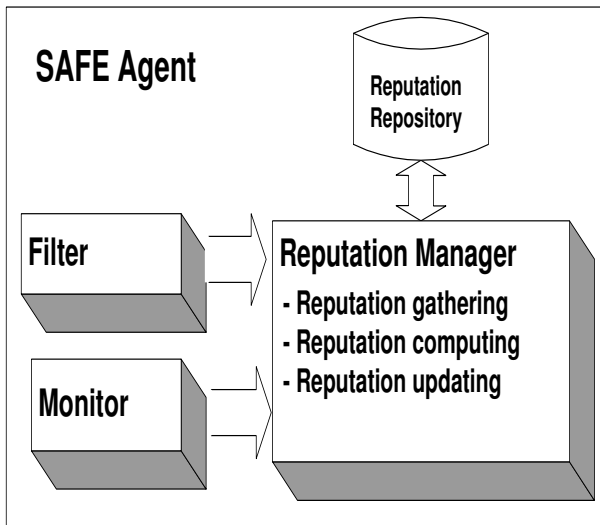 SAFE Agent
Reputation
Repository
Filter
Reputation Manager
- Reputation gathering
- Reputation computing
- Reputation updating
Monitor